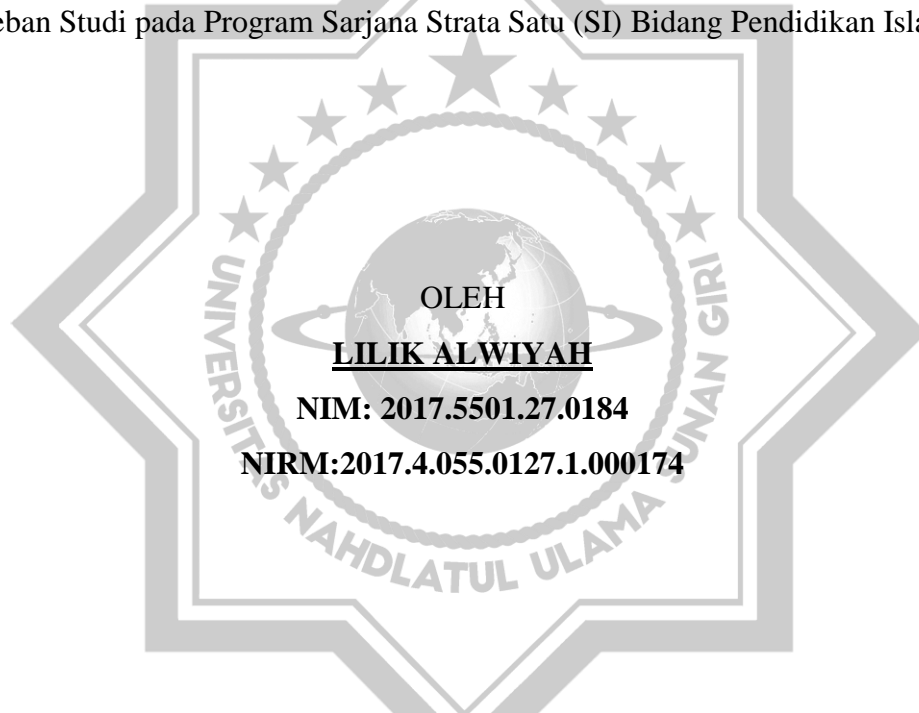 eban Studi pada Program Sarjana Strata Satu (SI) Bidang Pendidikan Isla
OLEH
LILIK ALWIYAH
NIM: 2017.5501.27.0184
NIRM:2017.4.055.0127.1.000174
UNIVERSITAS NAHDLATUL ULAMA SUNAN GIRI